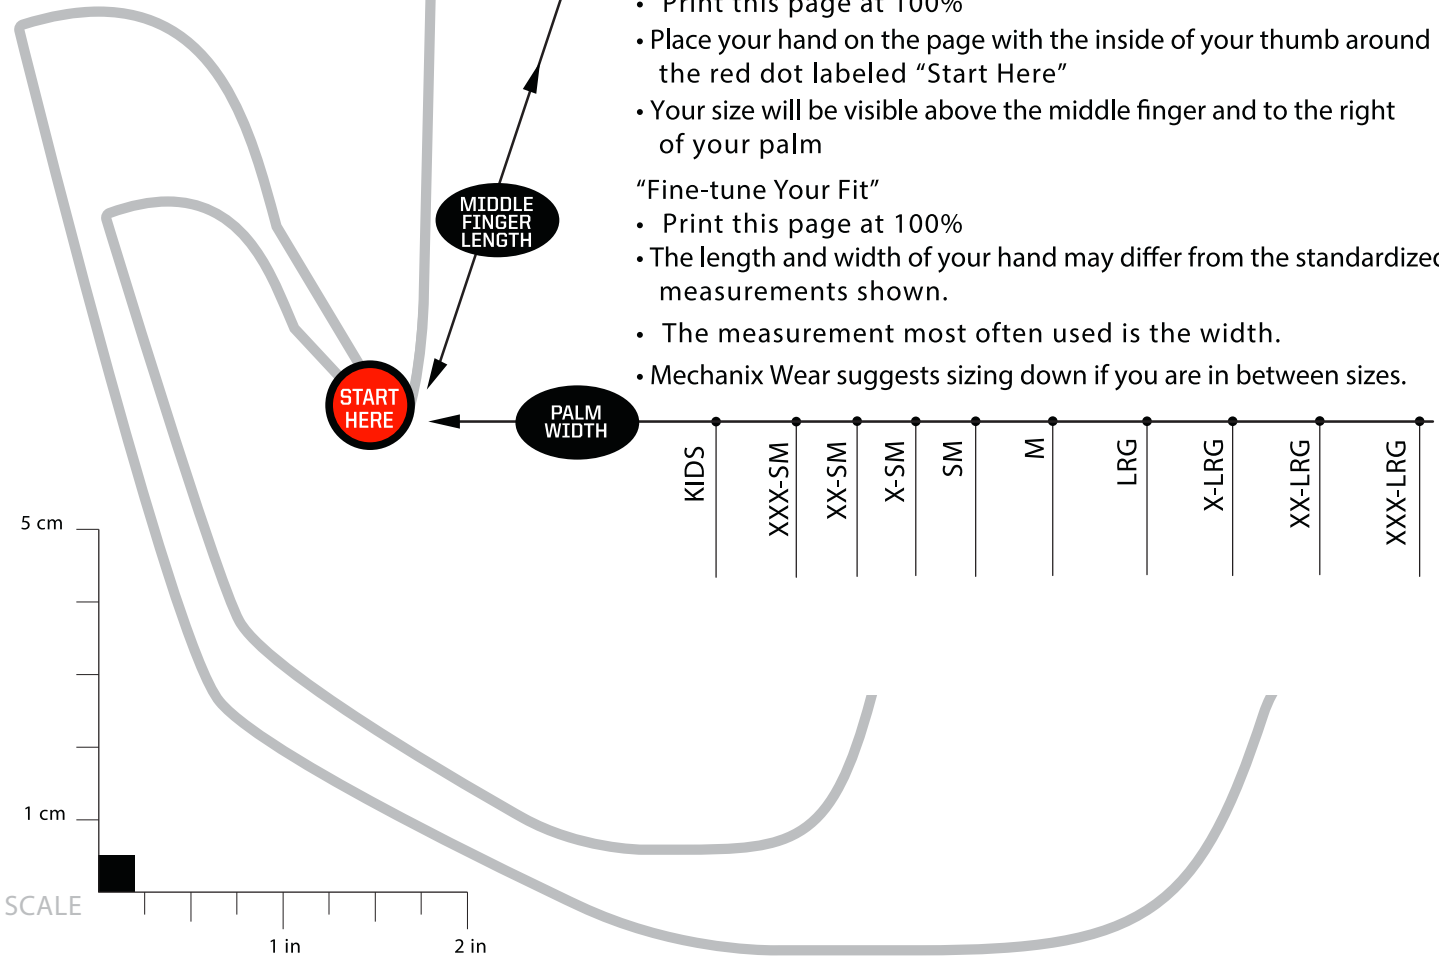 • Print this page at 100%
• Place your hand on the page with the inside of your thumb around
the red dot labeled “Start Here”
• Your size will be visible above the middle finger and to the right
of your palm
“Fine-tune Your Fit”
• Print this page at 100%
• The length and width of your hand may differ from the standardized
measurements shown.
• The measurement most often used is the width.
• Mechanix Wear suggests sizing down if you are in between sizes.
MIDDLE
FINGER
LENGTH
START
HERE
PALM
WIDTH
KIDS
XXX-SM
XX-SM
X-SM
SM
M
LRG
X-LRG
XX-LRG
XXX-LRG
5 cm
1 cm
SCALE
1 in
2 in